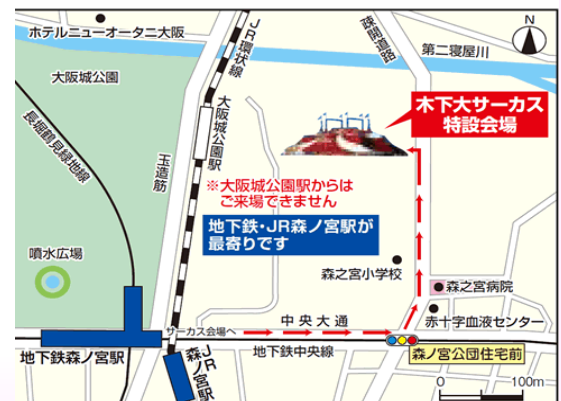 ホテルニューオータニ大阪
JR環状線
疎開道路
第二寝屋川
N
大阪城公園
大阪城公園駅
木下大サーカス
特設会場
長堀鶴見緑地線
玉造筋
※大阪城公園駅からは
ご来場できません
地下鉄・JR森ノ宮駅が
最寄りです
噴水広場
森之宮小学校
森之宮病院
赤十字血液センター
サーカス会場へ
中央大通
地下鉄森ノ宮駅
JR
森ノ宮駅
地下鉄中央線
森ノ宮公団住宅前
0 100m